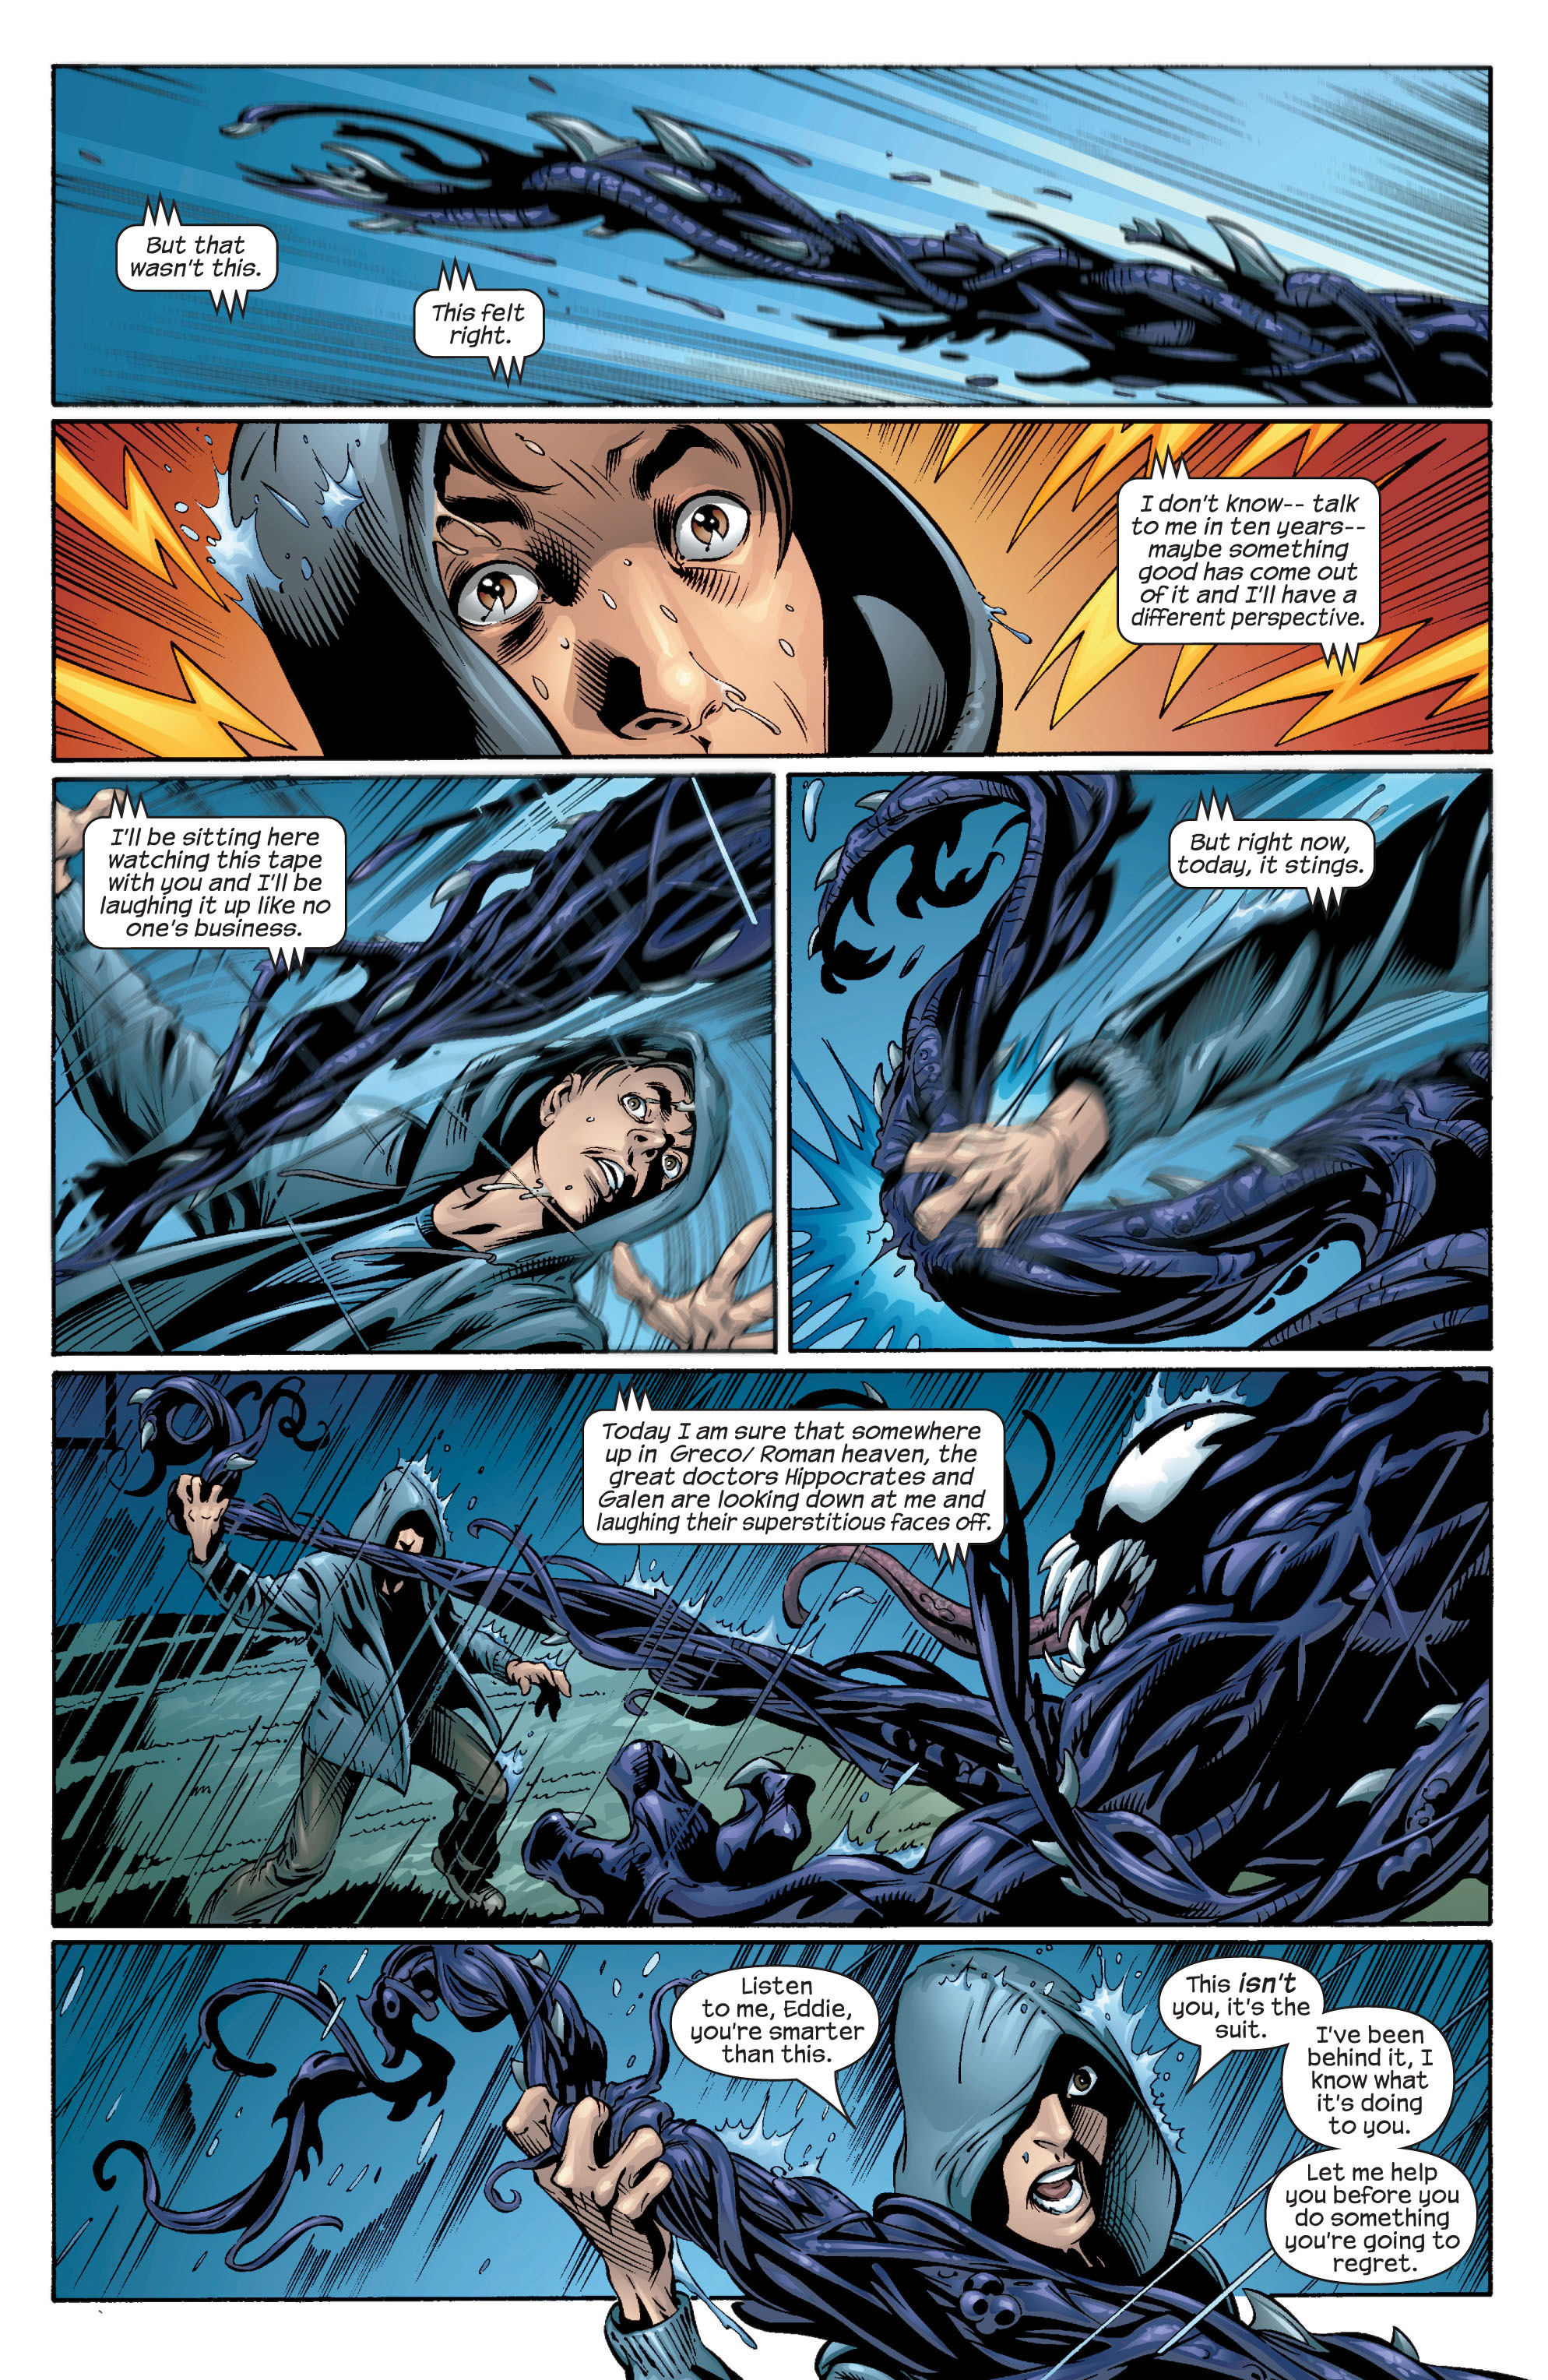 But that
wasn't this.
This felt
right.
I don't know-- talk
to me in ten years--
maybe something
good has come out
of it and I'll have a
different perspective.
I'll be sitting here
watching this tape
with you and I'll be
laughing it up like no
one's business.
But right now,
today, it stings.
Today I am sure that somewhere
up in Greco/ Roman heaven, the
great doctors Hippocrates and
Galen are looking down at me and
laughing their superstitious faces off.
Listen
to me, Eddie,
you're smarter
than this.
This isn't
you, it's the
suit.
I've been
behind it, I
know what
it's doing
to you.
Let me help
you before you
do something
you're going to
regret.